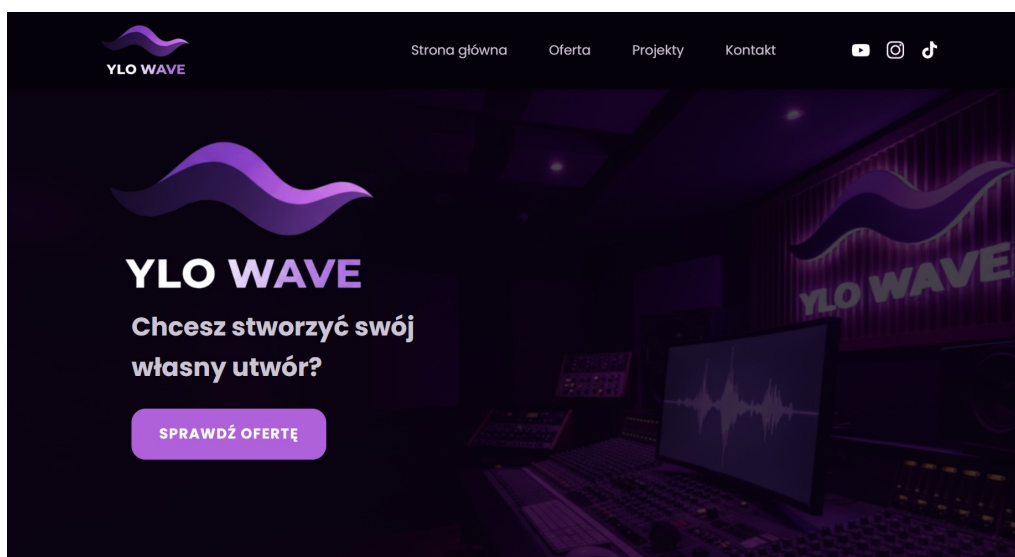 YLO WAVE
Strona główna
Oferta
Projekty
Kontakt
YLO WAVE
YLO WAVE
Chcesz stworzyć swój
własny utwór?
SPRAWDŹ OFERTĘ